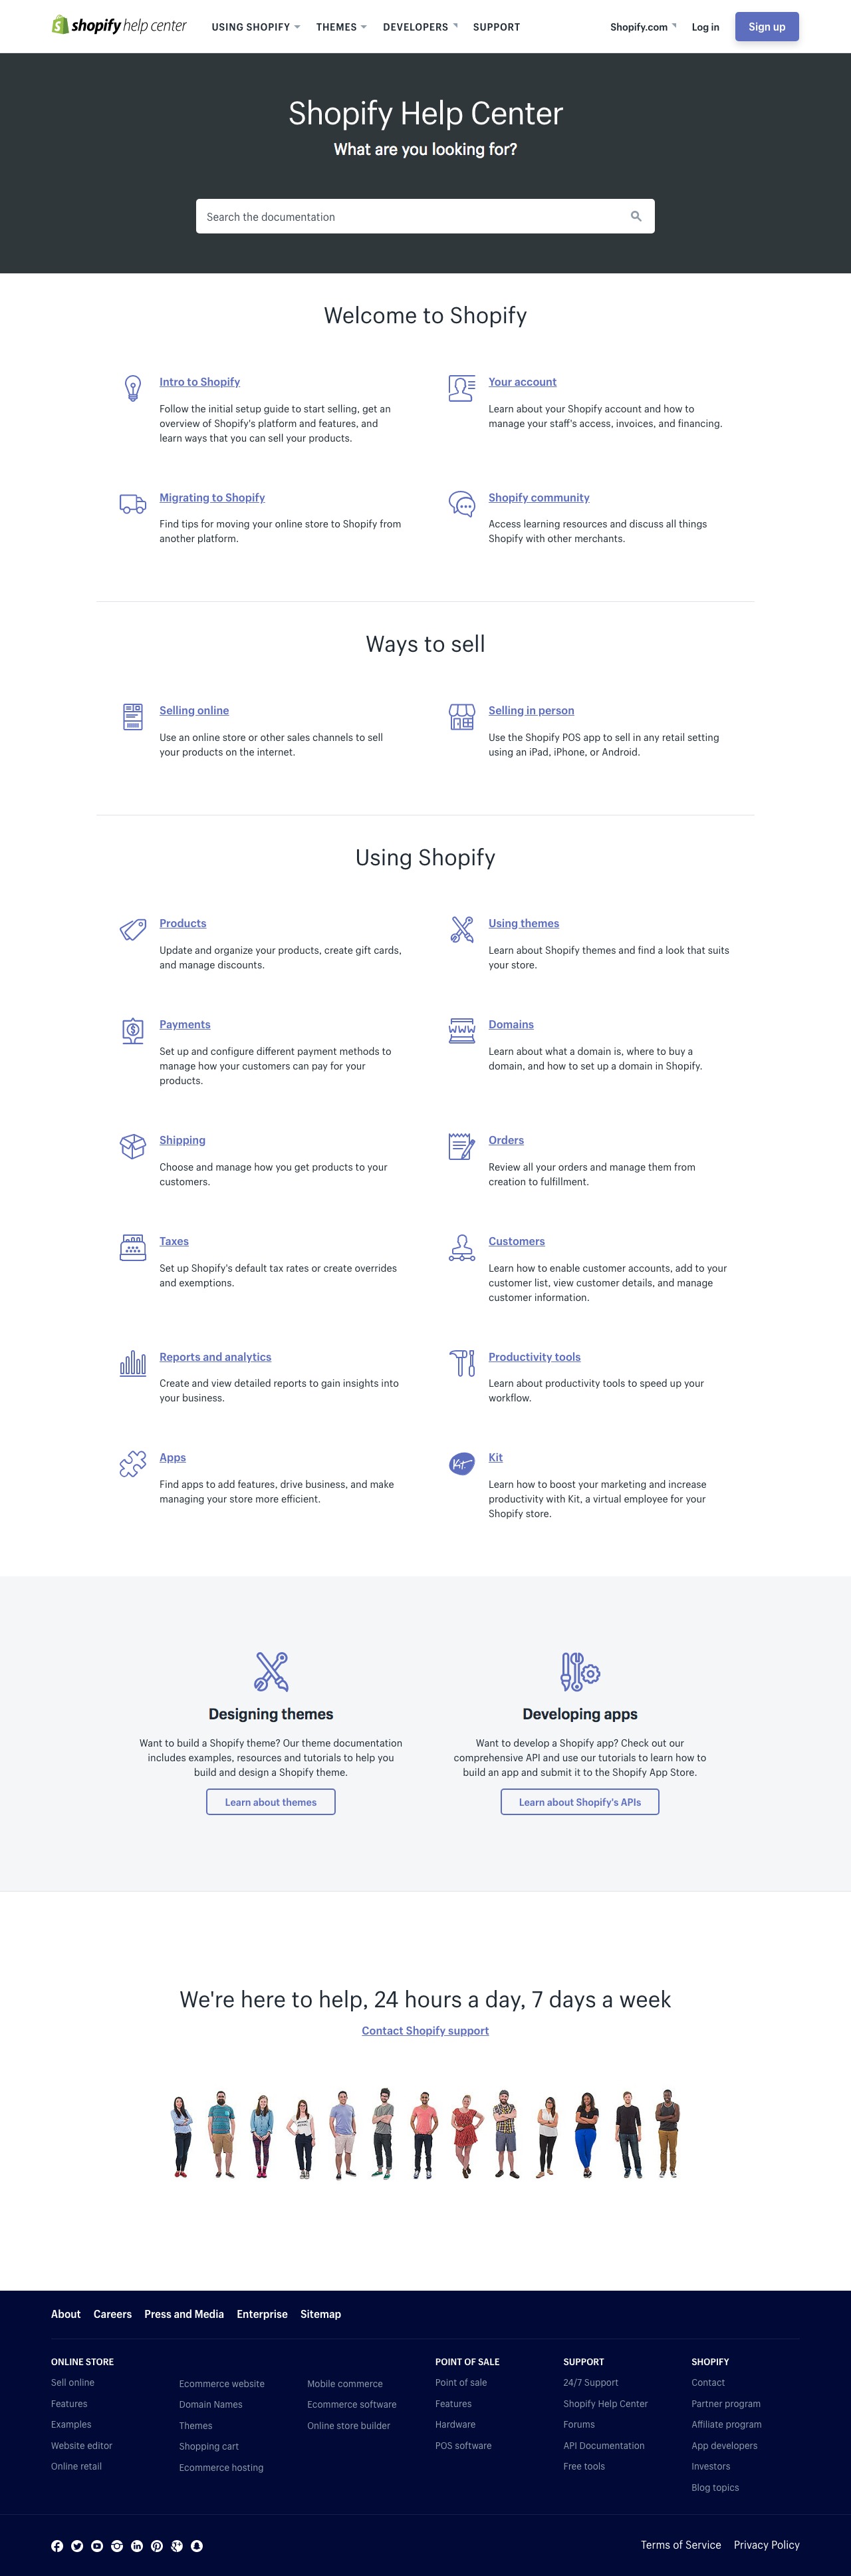 shopify help center
USING SHOPIFY
THEMES
DEVELOPERS
SUPPORT
Shopify.com
Log in
Sign up
Shopify Help Center
What are you looking for?
Search the documentation
Welcome to Shopify
Intro to Shopify
Follow the initial setup guide to start selling, get an
overview of Shopify's platform and features, and
learn ways that you can sell your products.
Your account
Learn about your Shopify account and how to
manage your staff's access, invoices, and financing.
Migrating to Shopify
Find tips for moving your online store to Shopify from
another platform.
Shopify community
Access learning resources and discuss all things
Shopify with other merchants.
Ways to sell
Selling online
Use an online store or other sales channels to sell
your products on the internet.
Selling in person
Use the Shopify POS app to sell in any retail setting
using an iPad, iPhone, or Android.
Using Shopify
Products
Update and organize your products, create gift cards,
and manage discounts.
Using themes
Learn about Shopify themes and find a look that suits
your store.
Payments
Set up and configure different payment methods to
manage how your customers can pay for your
products.
WWW
Domains
Learn about what a domain is, where to buy a
domain, and how to set up a domain in Shopify.
Shipping
Choose and manage how you get products to your
customers.
Orders
Review all your orders and manage them from
creation to fulfillment.
Taxes
Set up Shopify's default tax rates or create overrides
and exemptions.
Customers
Learn how to enable customer accounts, add to your
customer list, view customer details, and manage
customer information.
Reports and analytics
Create and view detailed reports to gain insights into
your business.
Productivity tools
Learn about productivity tools to speed up your
workflow.
Apps
Find apps to add features, drive business, and make
managing your store more efficient.
Kit
Kit
Learn how to boost your marketing and increase
productivity with Kit, a virtual employee for your
Shopify store.
Designing themes
Want to build a Shopify theme? Our theme documentation
includes examples, resources and tutorials to help you
build and design a Shopify theme.
Learn about themes
Developing apps
Want to develop a Shopify app? Check out our
comprehensive API and use our tutorials to learn how to
build an app and submit it to the Shopify App Store.
Learn about Shopify's APIs
We're here to help, 24 hours a day, 7 days a week
Contact Shopify support
About
Careers
Press and Media
Enterprise
Sitemap
ONLINE STORE
Sell online
Features
Examples
Website editor
Online retail
Ecommerce website
Domain Names
Themes
Shopping cart
Ecommerce hosting
Mobile commerce
Ecommerce software
Online store builder
POINT OF SALE
Point of sale
Features
Hardware
POS software
SUPPORT
24/7 Support
Shopify Help Center
Forums
API Documentation
Free tools
SHOPIFY
Contact
Partner program
Affiliate program
App developers
Investors
Blog topics
Terms of Service
Privacy Policy